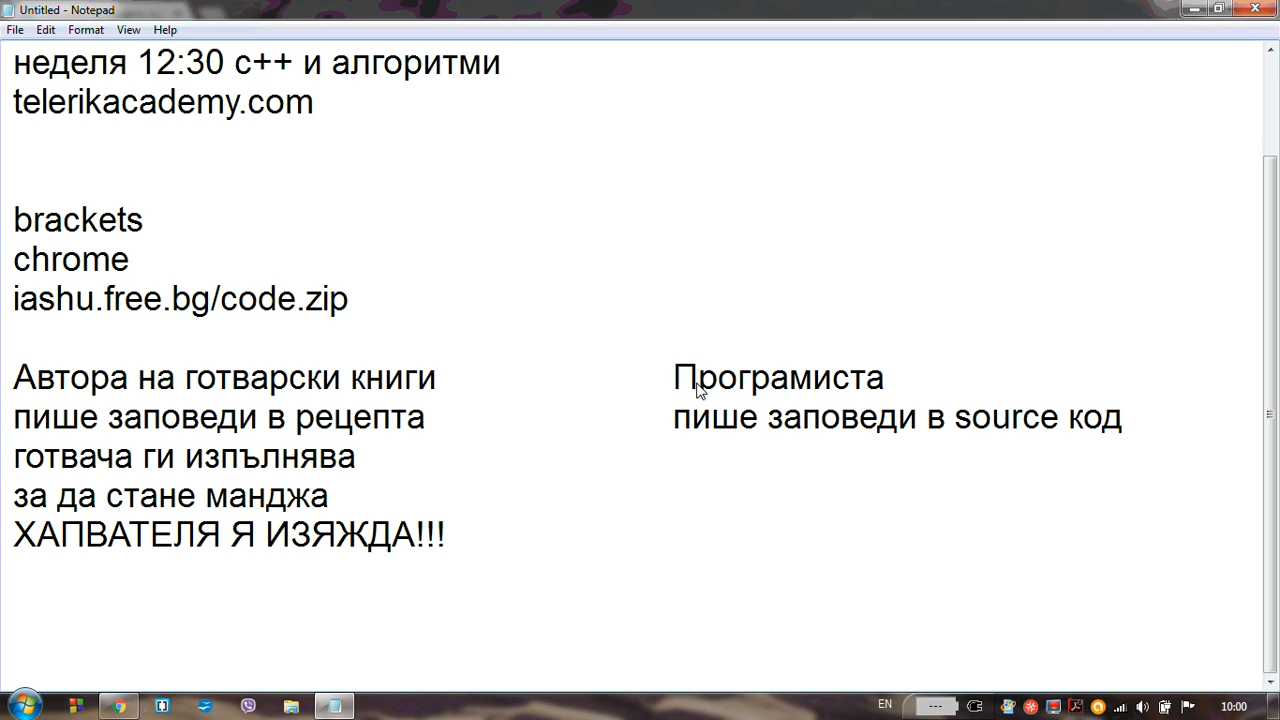 Untitled - Notepad
File Edit Format View Help
неделя 12:30 c++ и алгоритми
telerikacademy.com
brackets
chrome
iashu.free.bg/code.zip
Автора на готварски книги Програмиста
пише заповеди в рецепта пише заповеди в source код
готвача ги изпълнява
за да стане манджа
ХАПВАТЕЛЯ Я ИЗЯЖДА!!!
EN 10:00